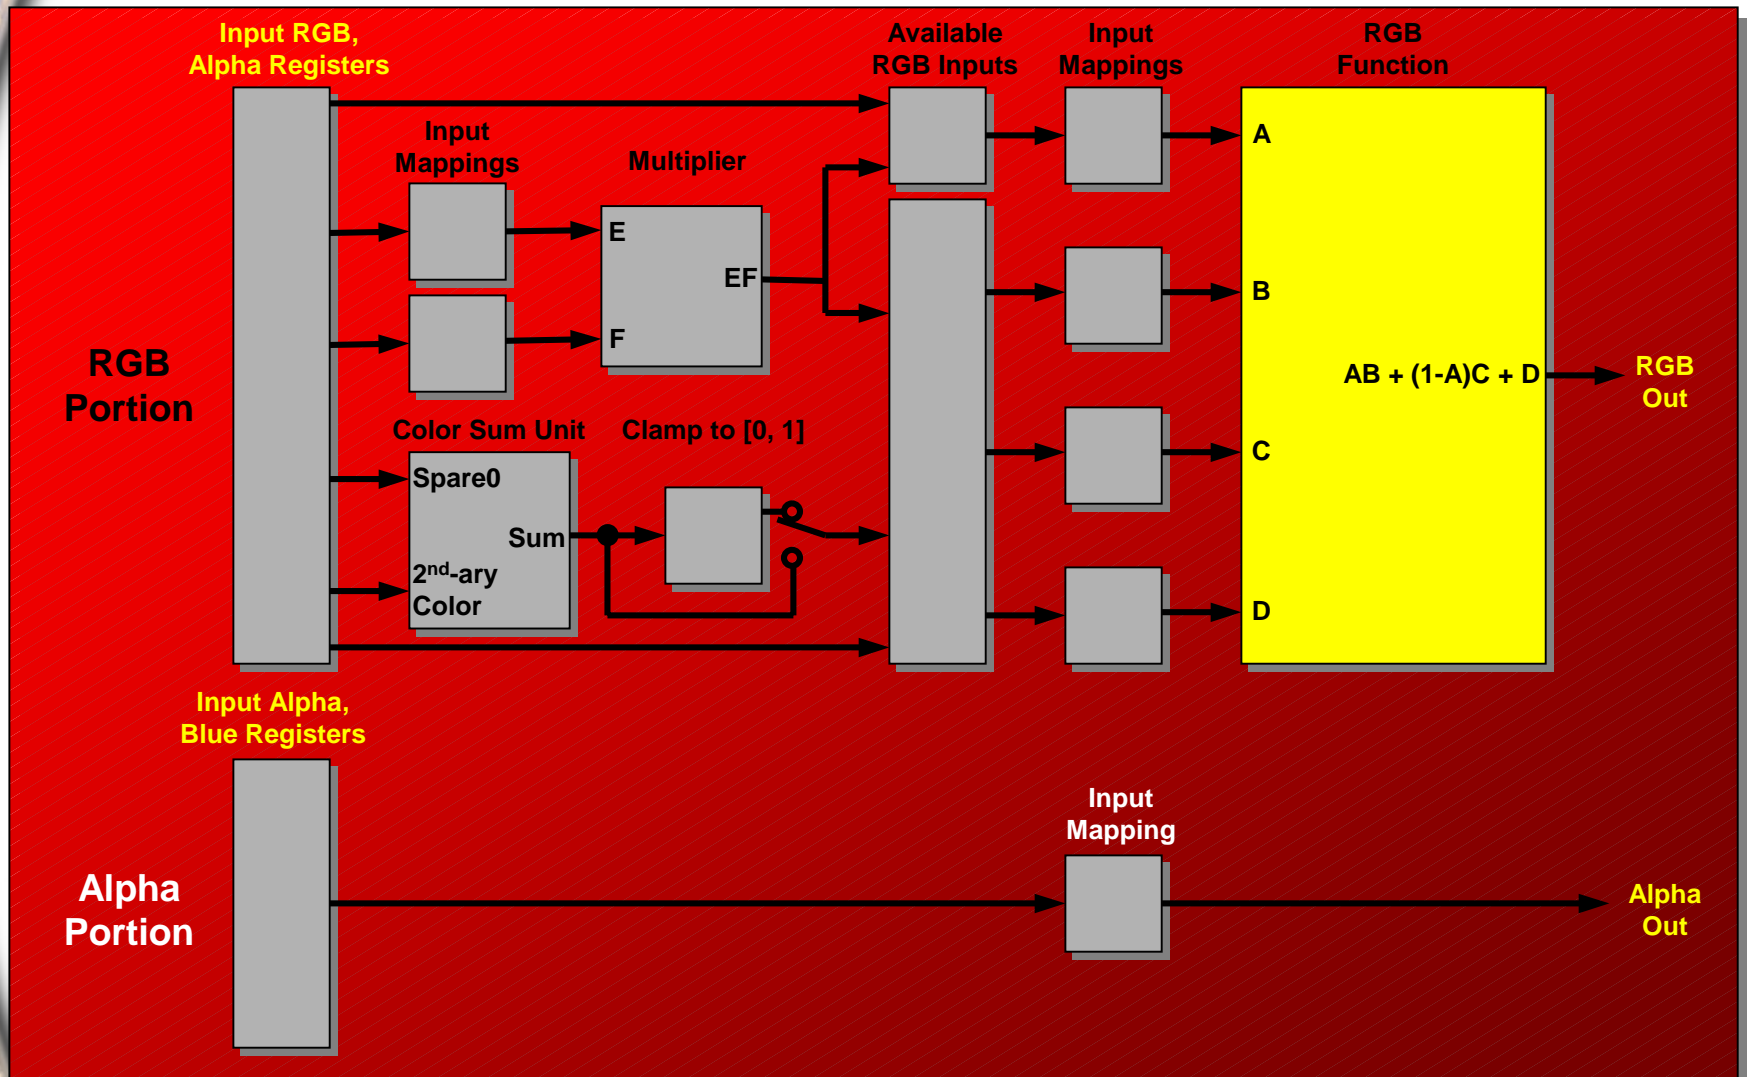 Input RGB,
Alpha Registers
Available
RGB Inputs
Input
Mappings
RGB
Function
Input
Mappings
Multiplier
A
E
EF
F
B
RGB
Portion
AB + (1-A)C + D
RGB
Out
Color Sum Unit
Clamp to [0, 1]
Spare0
Sum
2nd-ary
Color
C
D
Input Alpha,
Blue Registers
Input
Mapping
Alpha
Portion
Alpha
Out